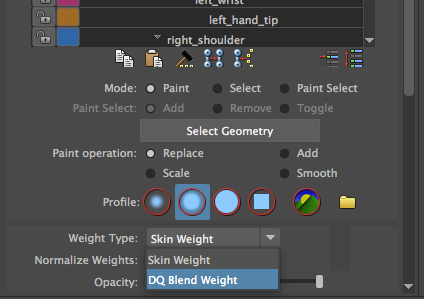 left_wrist
left_hand_tip
right_shoulder
Mode: Paint Select Paint Select
Paint Select: Add Remove Toggle
Select Geometry
Paint operation: Replace Add
Scale Smooth
Profile:
Weight Type: Skin Weight
Normalize Weights: Skin Weight
Opacity: DQ Blend Weight